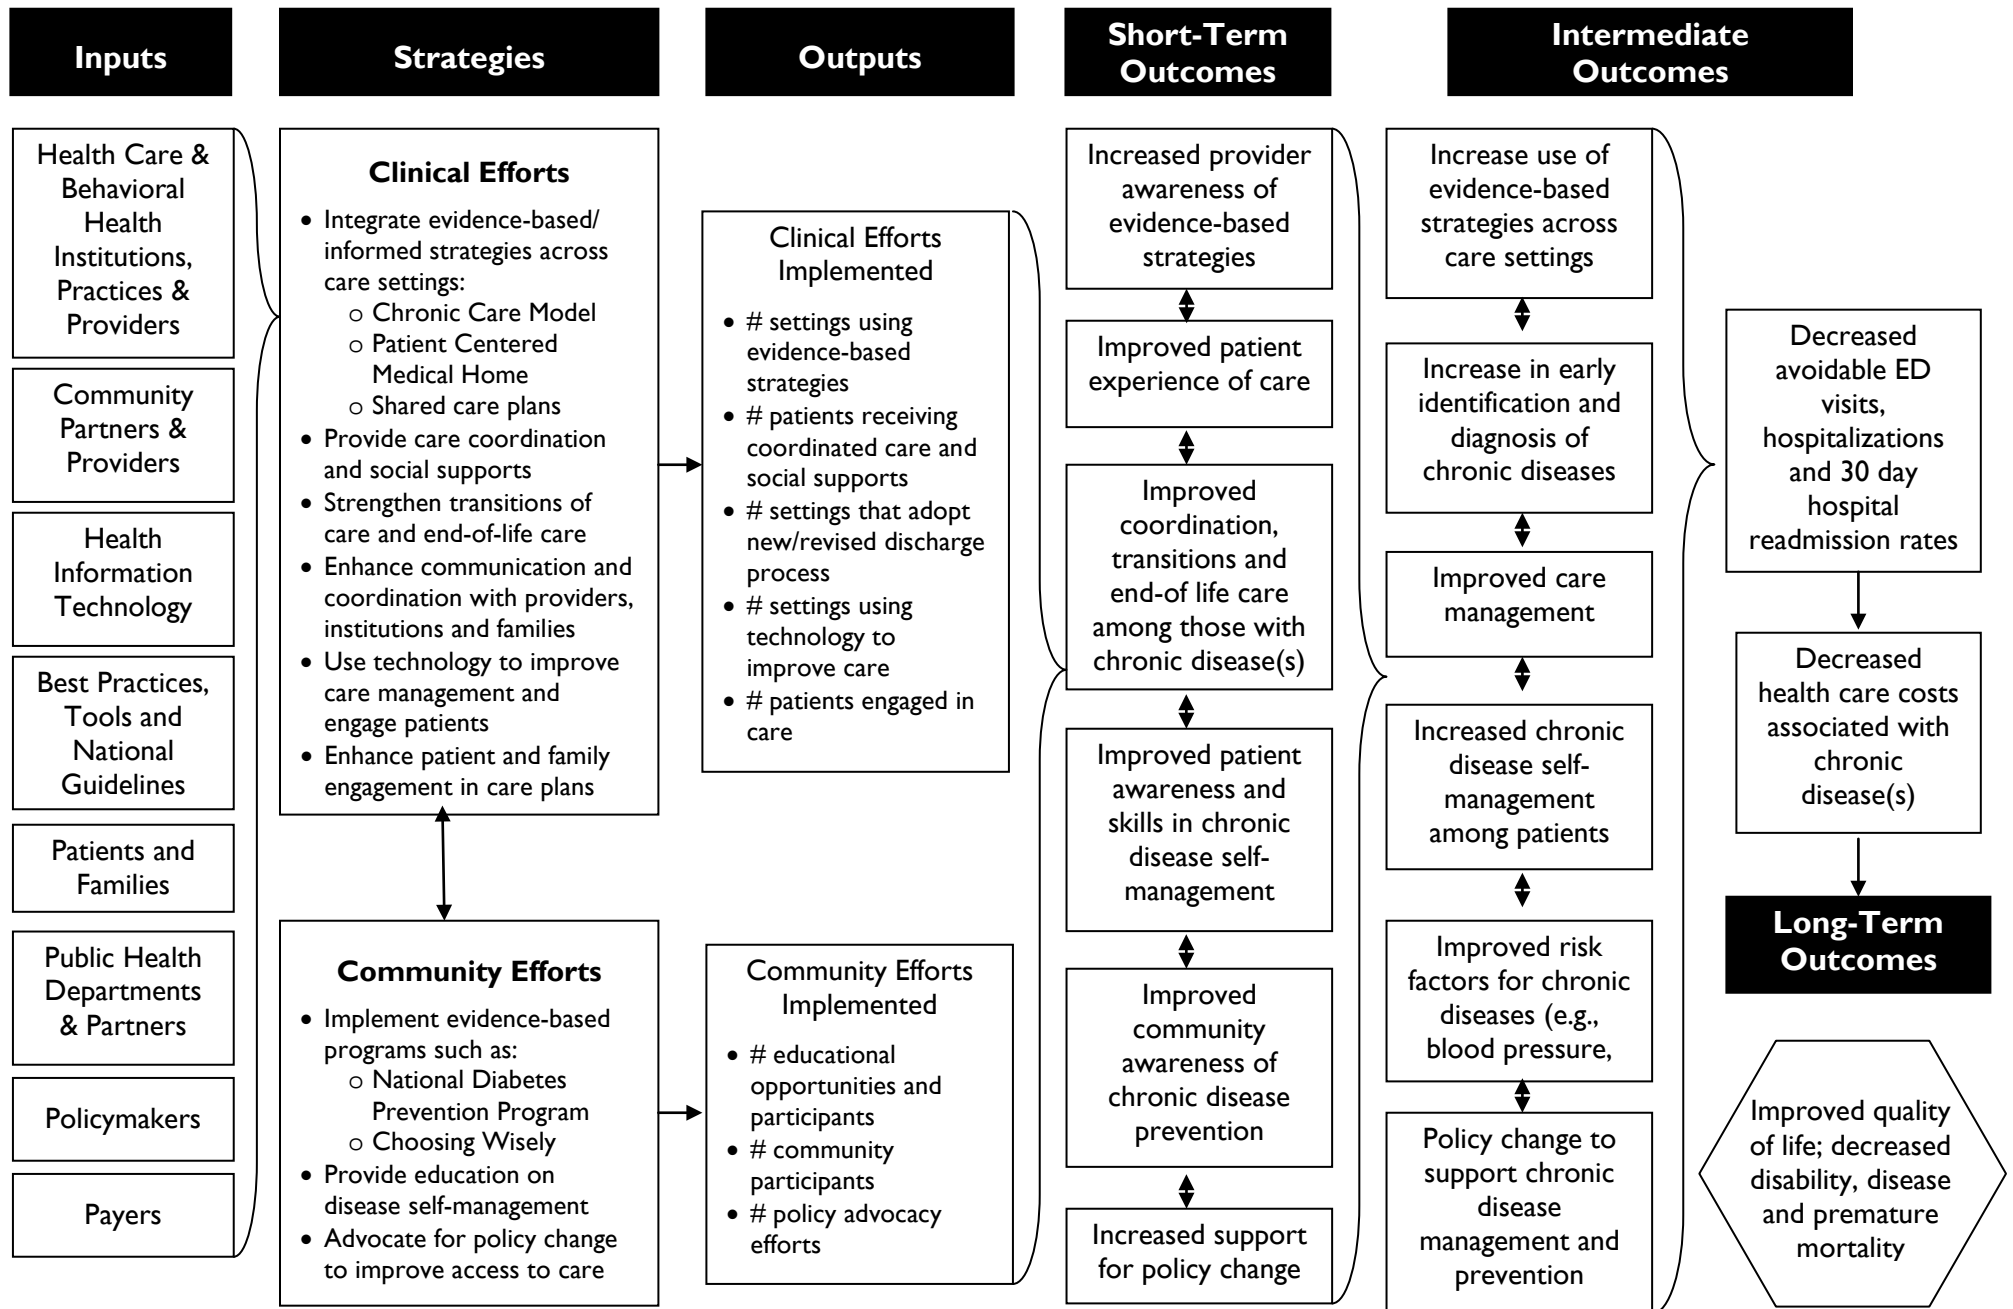 Inputs
Strategies
Outputs
Short-Term
Outcomes
Intermediate
Outcomes
Health Care &
Behavioral
Health
Institutions,
Practices &
Providers
Community
Partners &
Providers
Health
Information
Technology
Best Practices,
Tools and
National
Guidelines
Patients and
Families
Public Health
Departments
& Partners
Policymakers
Payers
Clinical Efforts
• Integrate evidence-based/
informed strategies across
care settings:
o Chronic Care Model
o Patient Centered
Medical Home
o Shared care plans
• Provide care coordination
and social supports
• Strengthen transitions of
care and end-of-life care
• Enhance communication and
coordination with providers,
institutions and families
• Use technology to improve
care management and
engage patients
• Enhance patient and family
engagement in care plans
Community Efforts
• Implement evidence-based
programs such as:
o National Diabetes
Prevention Program
o Choosing Wisely
• Provide education on
disease self-management
• Advocate for policy change
to improve access to care
Clinical Efforts
Implemented
• # settings using
evidence-based
strategies
• # patients receiving
coordinated care and
social supports
• # settings that adopt
new/revised discharge
process
• # settings using
technology to
improve care
• # patients engaged in
care
Community Efforts
Implemented
• # educational
opportunities and
participants
• # community
participants
• # policy advocacy
efforts
Increased provider
awareness of
evidence-based
strategies
Improved patient
experience of care
Improved
coordination,
transitions and
end-of life care
among those with
chronic disease(s)
Improved patient
awareness and
skills in chronic
disease self-
management
Improved
community
awareness of
chronic disease
prevention
Increased support
for policy change
Increase use of
evidence-based
strategies across
care settings
Increase in early
identification and
diagnosis of
chronic diseases
Improved care
management
Increased chronic
disease self-
management
among patients
Improved risk
factors for chronic
diseases (e.g.,
blood pressure,
Policy change to
support chronic
disease
management and
prevention
Decreased
avoidable ED
visits,
hospitalizations
and 30 day
hospital
readmission rates
Decreased
health care costs
associated with
chronic
disease(s)
Long-Term
Outcomes
Improved quality
of life; decreased
disability, disease
and premature
mortality